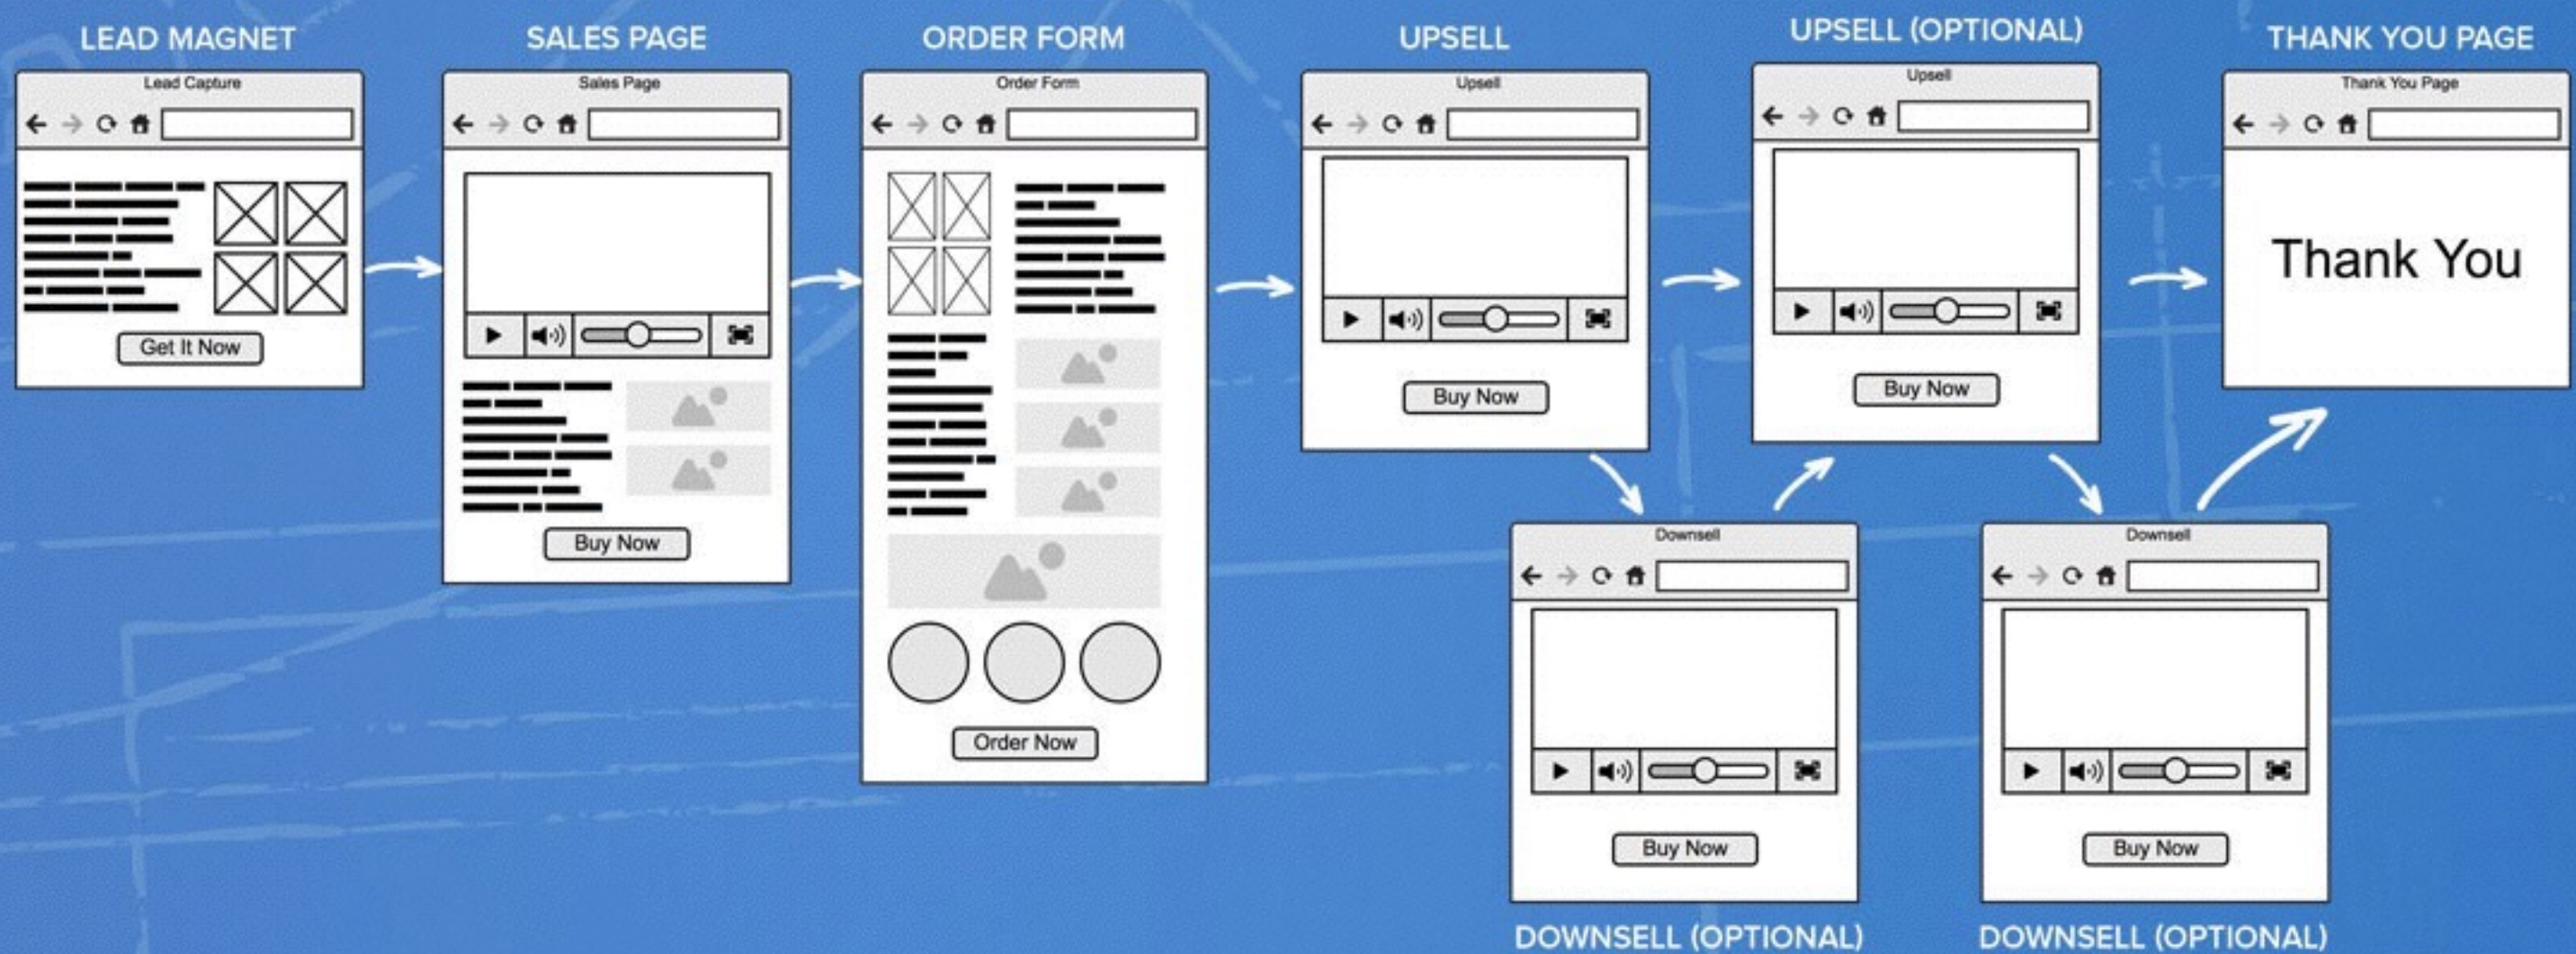 LEAD MAGNET
Lead Capture
Get It Now
SALES PAGE
Sales Page
Buy Now
ORDER FORM
Order Form
Order Now
UPSELL
Upsell
Buy Now
UPSELL (OPTIONAL)
Upsell
Buy Now
THANK YOU PAGE
Thank You Page
Thank You
Downsell
Buy Now
DOWNSELL (OPTIONAL)
Downsell
Buy Now
DOWNSELL (OPTIONAL)